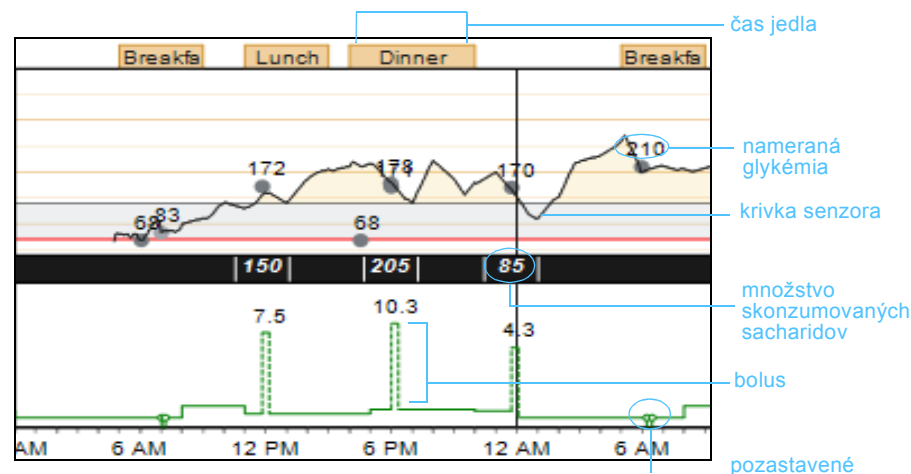 čas jedla
Breakfa Lunch Dinner Breakfa
172 178 170 210
nameraná
glykémia
68 83 68
krivka senzora
150 205 85
množstvo
skonzumovaných
sacharidov
7.5 10.3 4.3
bolus
AM 6 AM 12 PM 6 PM 12 AM 6 AM
pozastavené